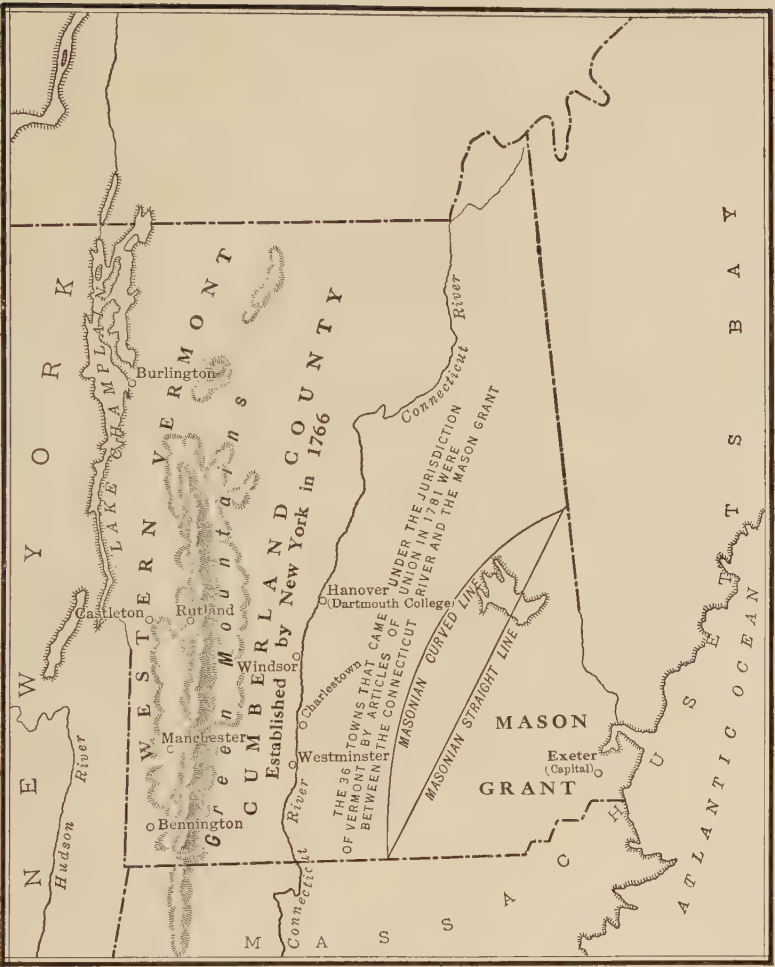 NEW YORK
LAKE CHAMPLAIN
Hudson River
WESTERN VERMONT
Green Mountains
CUMBERLAND COUNTY
Established by New York in 1766
Burlington
Castleton
Rutland
Manchester
Bennington
Windsor
Hanover
(Dartmouth College)
Charlestown
Westminster
Connecticut River
Connecticut River
THE 36 TOWNS THAT CAME UNDER THE JURISDICTION
OF VERMONT BY ARTICLES OF UNION IN 1781 WERE
BETWEEN THE CONNECTICUT RIVER AND THE MASON GRANT
MASONIAN CURVED LINE
MASONIAN STRAIGHT LINE
MASON
GRANT
Exeter
(Capital)
MASSACHUSETTS BAY
ATLANTIC OCEAN